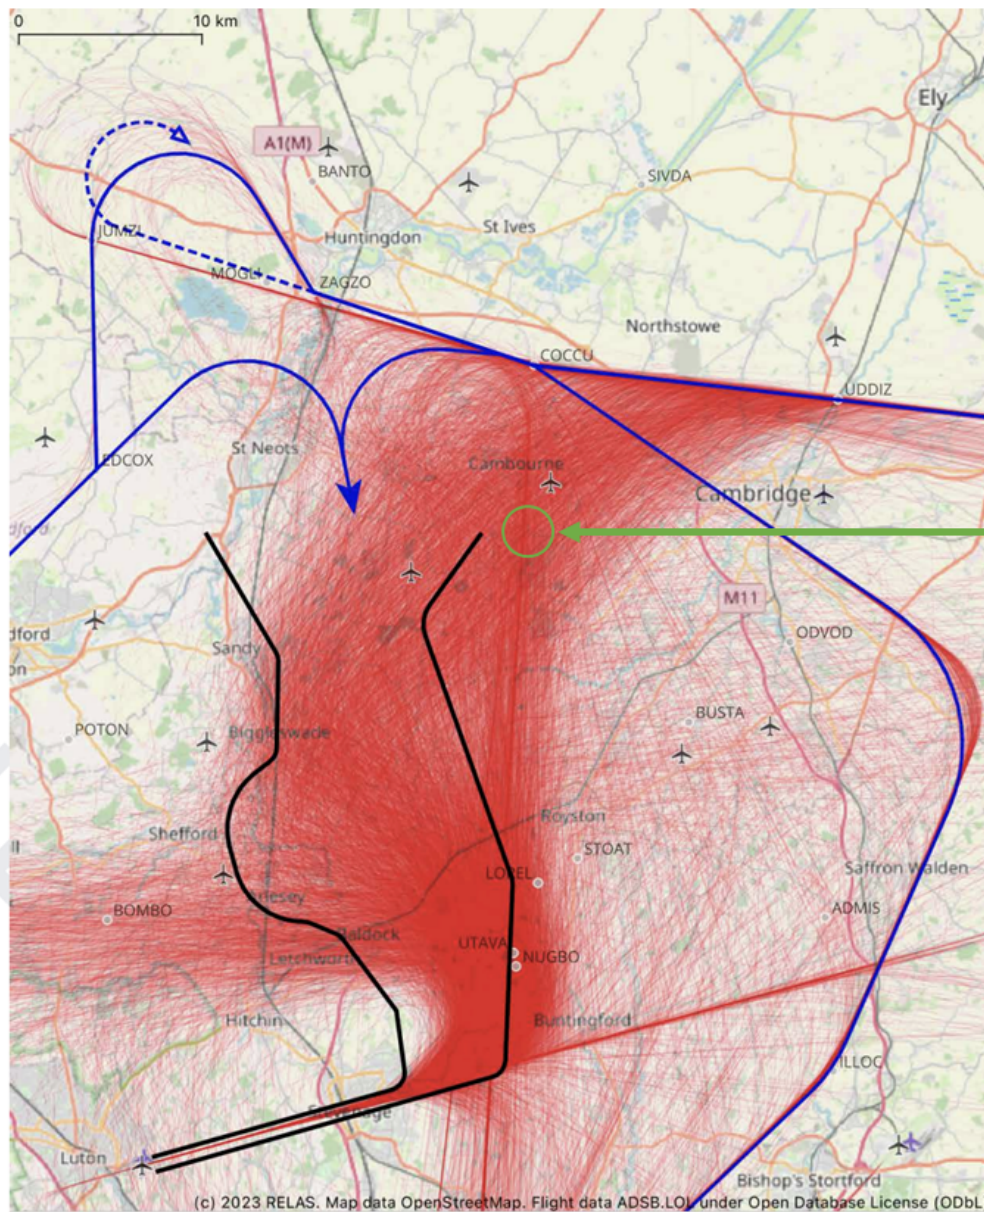 0 10 km
Ely
A1(M)
BANTO
SIVDA
St Ives
JUMZI
Huntingdon
MOGLI
ZAGZO
Northstowe
COCCU
UDDIZ
St Neots
EDCOX
Cambourne
Cambridge
M11
ODVOD
Sandy
BUSTA
POTON
Biggleswade
Royston
Shefford
STOAT
LOREL
Saffron Walden
BOMBO
ADMIS
Baldock
UTAVA
NUGBO
Letchworth
Hitchin
Buntingford
ILLOC
Stevenage
Luton
Bishop's Stortford
(c) 2023 RELAS. Map data OpenStreetMap. Flight data ADSB.LOL under Open Database License (ODbL